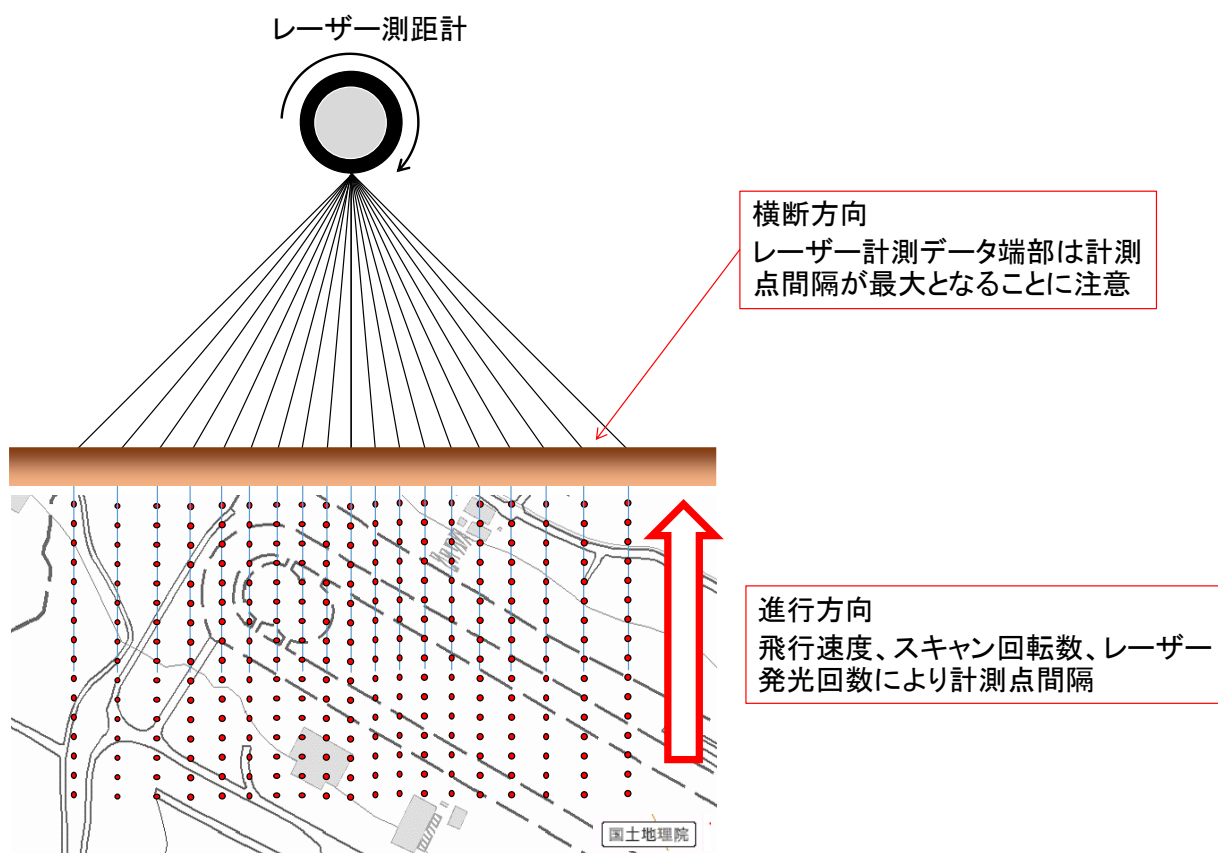 レーザー測距計
横断方向
レーザー計測データ端部は計測
点間隔が最大となることに注意
進行方向
飛行速度、スキャン回転数、レーザー
発光回数により計測点間隔
国土地理院